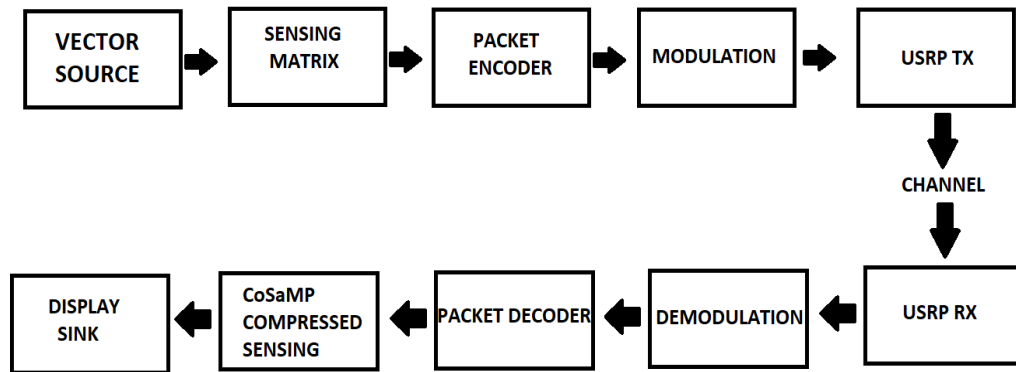 VECTOR
SOURCE
SENSING
MATRIX
PACKET
ENCODER
MODULATION
USRP TX
CHANNEL
USRP RX
DEMODULATION
PACKET DECODER
CoSaMP
COMPRESSED
SENSING
DISPLAY
SINK